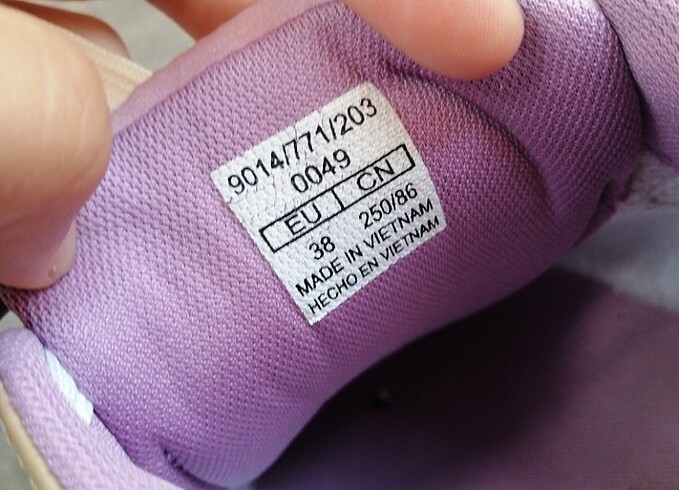 9014/771/203
0049
EU CN
38 250/86
MADE IN VIETNAM
HECHO EN VIETNAM